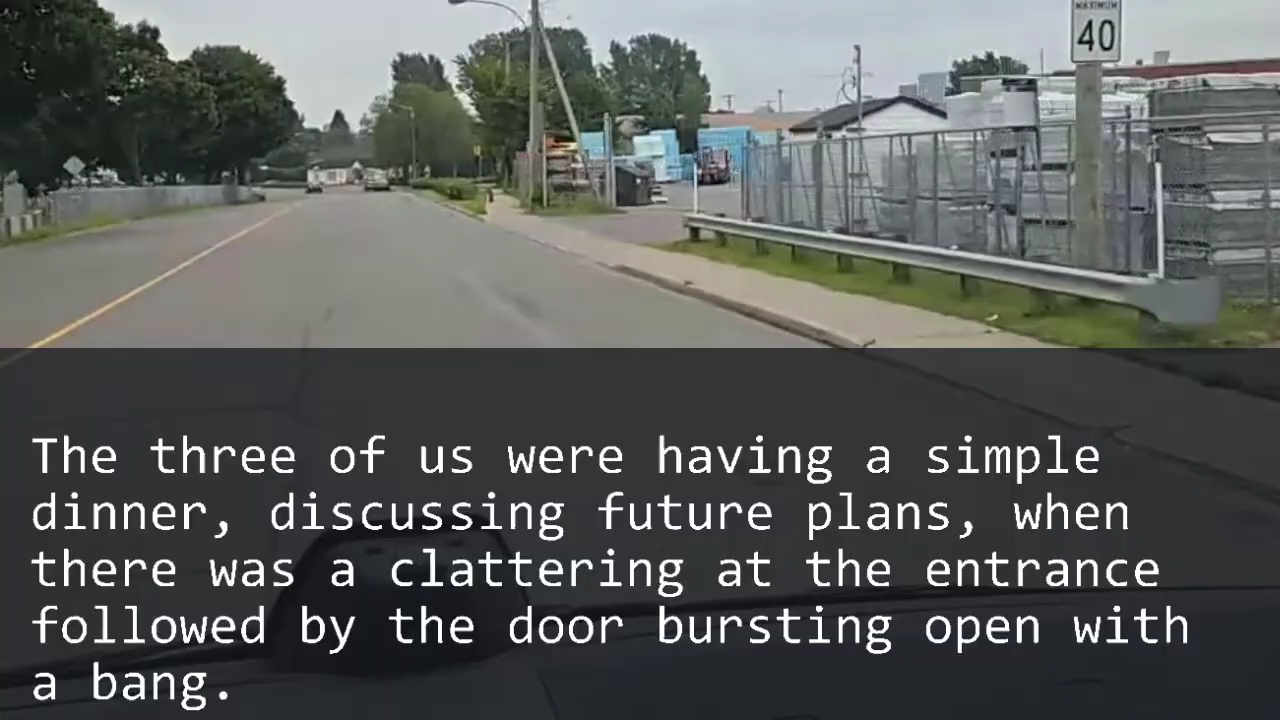 MAXIMUM
40
The three of us were having a simple
dinner, discussing future plans, when
there was a clattering at the entrance
followed by the door bursting open with
a bang.